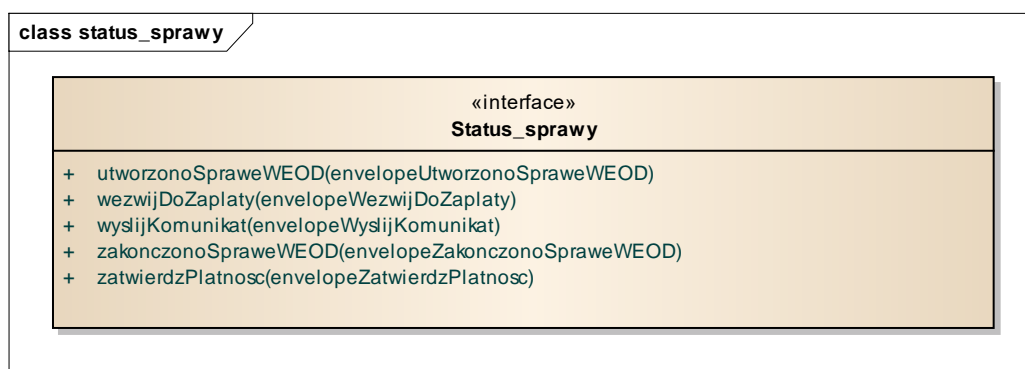 class status_sprawy
«interface»
Status_sprawy
+ utworzonoSpraweWEOD(envelopeUtworzonoSpraweWEOD)
+ wezwijDoZaplaty(envelopeWezwijDoZaplaty)
+ wyslijKomunikat(envelopeWyslijKomunikat)
+ zakonczonoSpraweWEOD(envelopeZakonczonoSpraweWEOD)
+ zatwierdzPlatnosc(envelopeZatwierdzPlatnosc)